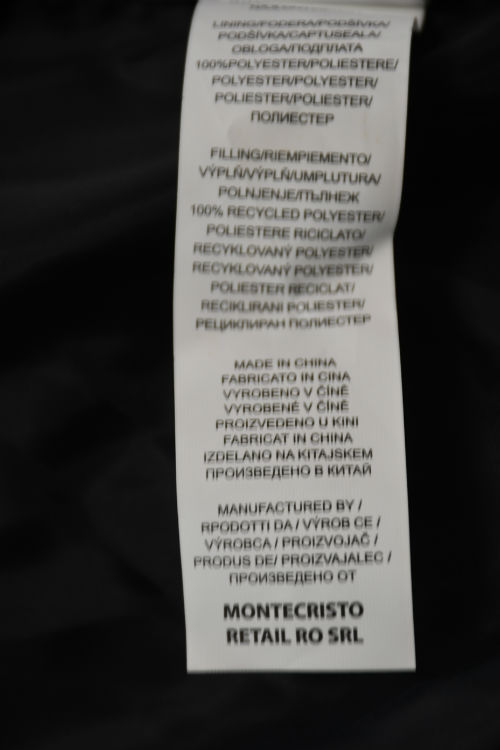 LINING/FODERA/PODŠIVKA/
PODŠÍVKA/CAPTUSEALA/
OBLOGA/ПОДПЛАТА
100%POLYESTER/POLIESTERE/
POLYESTER/POLYESTER/
POLIESTER/POLIESTER/
ПОЛИЕСТЕР
FILLING/RIEMPIEMENTO/
VÝPLŇ/VÝPLŇ/UMPLUTURA/
POLNJENJE/ПЪЛНЕЖ
100% RECYCLED POLYESTER/
POLIESTERE RICICLATO/
RECYKLOVANÝ POLYESTER/
RECYKLOVANÝ POLYESTER/
POLIESTER RECICLAT/
RECIKLIRANI POLIESTER/
РЕЦИКЛИРАН ПОЛИЕСТЕР
MADE IN CHINA
FABRICATO IN CINA
VYROBENO V ČÍNĚ
VYROBENÉ V ČÍNĚ
PROIZVEDENO U KINI
FABRICAT IN CHINA
IZDELANO NA KITAJSKEM
ПРОИЗВЕДЕНО В КИТАЙ
MANUFACTURED BY /
RPODOTTI DA / VÝROB CE /
VÝROBCA / PROIZVOJAČ /
PRODUS DE/ PROIZVAJALEC /
ПРОИЗВЕДЕНО ОТ
MONTECRISTO
RETAIL RO SRL